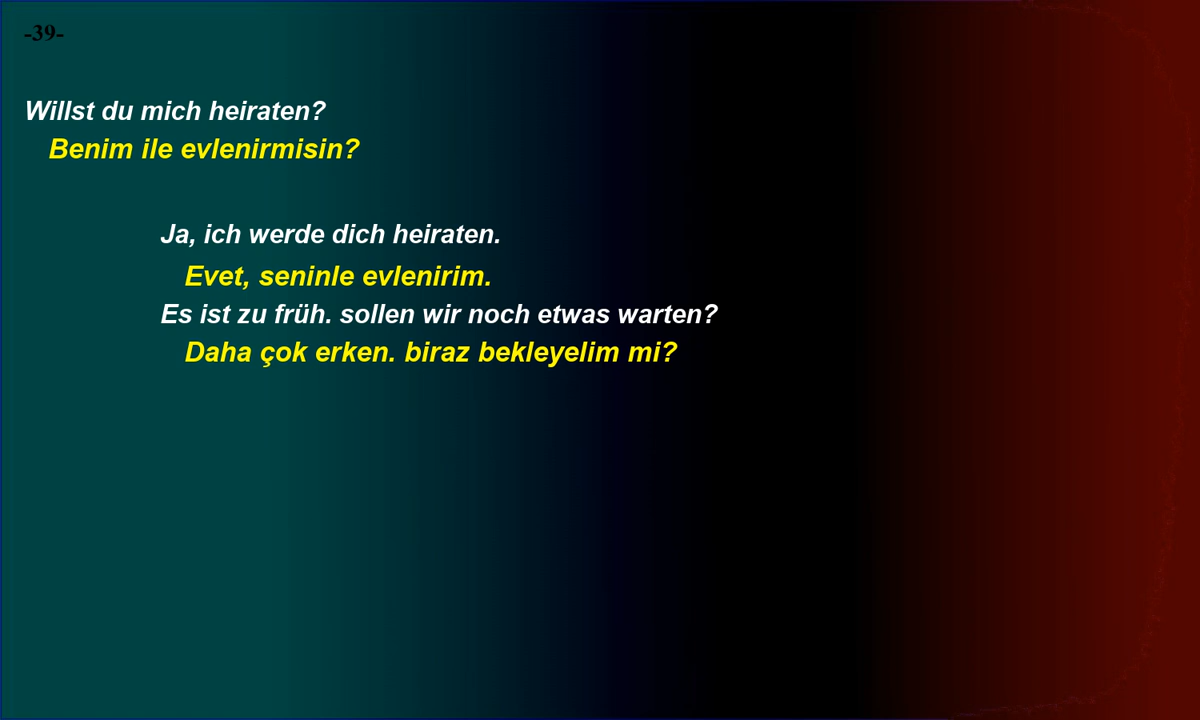 -39-
Willst du mich heiraten?
Benim ile evlenirmisin?
Ja, ich werde dich heiraten.
Evet, seninle evlenirim.
Es ist zu früh. sollen wir noch etwas warten?
Daha çok erken. biraz bekleyelim mi?